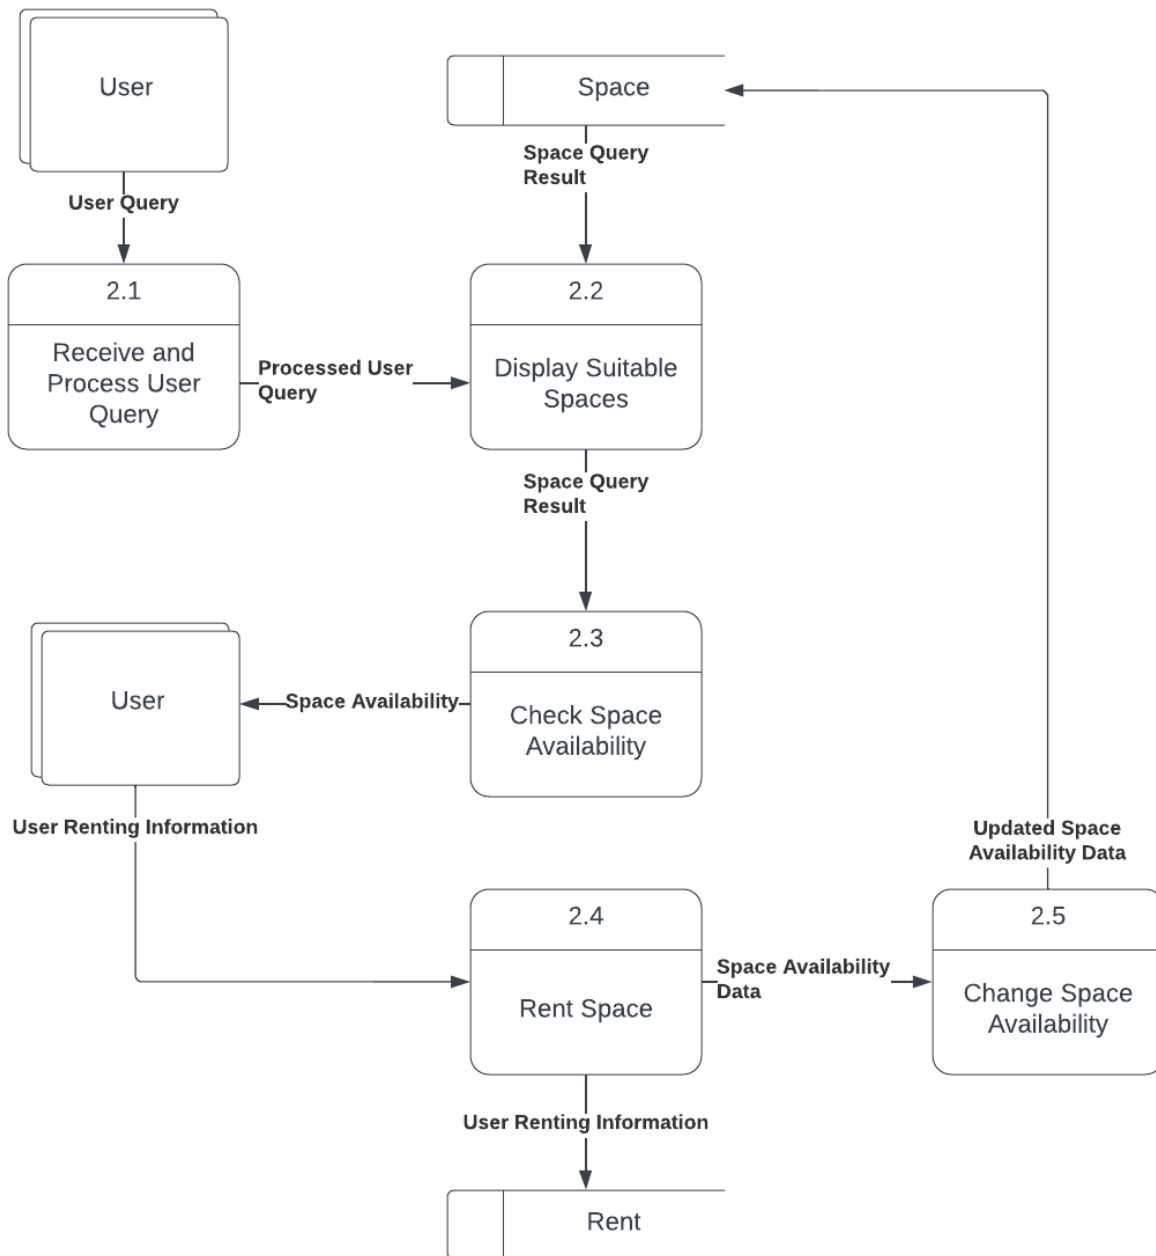 User
Space
Space Query
Result
User Query
2.1
Receive and
Process User
Query
Processed User
Query
2.2
Display Suitable
Spaces
Space Query
Result
2.3
Check Space
Availability
Space Availability
User
User Renting Information
2.4
Rent Space
Space Availability
Data
2.5
Change Space
Availability
Updated Space
Availability Data
User Renting Information
Rent